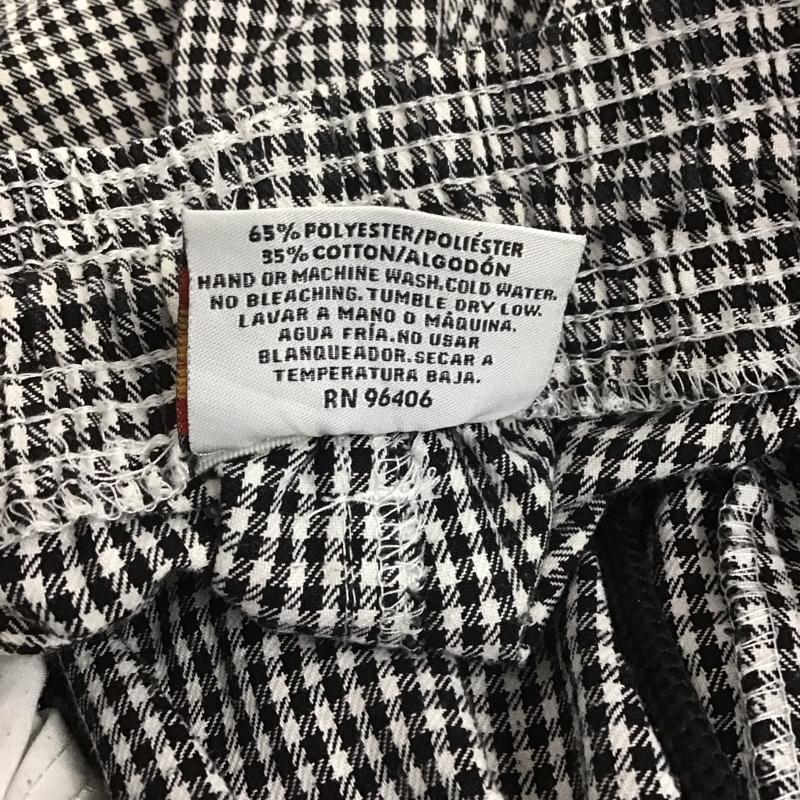 65% POLYESTER/POLIÉSTER
35% COTTON/ALGODÓN
HAND OR MACHINE WASH.COLD WATER.
NO BLEACHING. TUMBLE DRY LOW.
LAVAR A MANO O MÁQUINA.
AGUA FRÍA.NO USAR
BLANQUEADOR.SECAR A
TEMPERATURA BAJA.
RN 96406